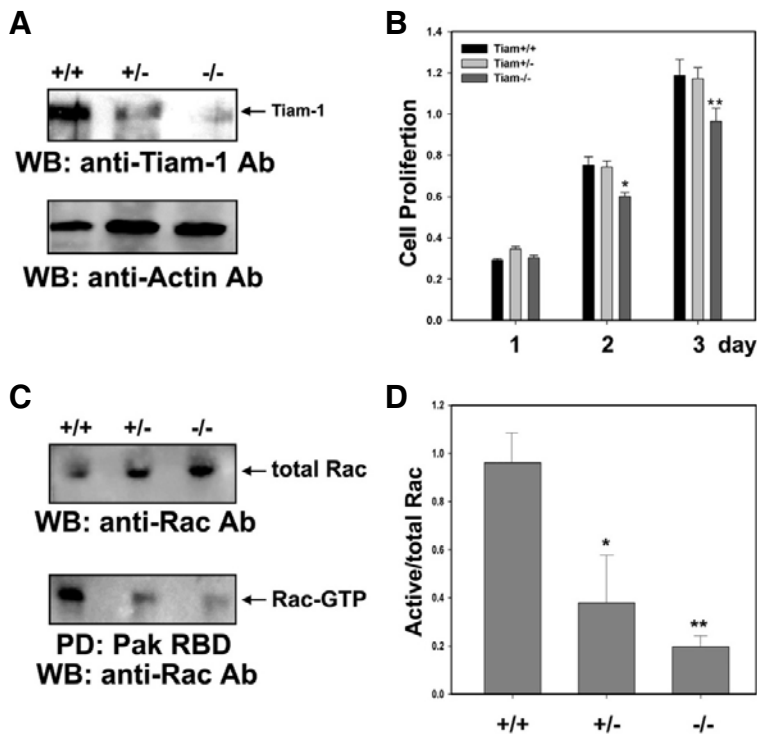 A
+/+ +/- -/-
Tiam-1
WB: anti-Tiam-1 Ab
WB: anti-Actin Ab
B
Cell Prolifertion
1.4
1.2
1.0
0.8
0.6
0.4
0.2
0.0
Tiam+/+
Tiam+/-
Tiam-/-
*
**
1 2 3 day
C
+/+ +/- -/-
total Rac
WB: anti-Rac Ab
Rac-GTP
PD: Pak RBD
WB: anti-Rac Ab
D
Active/total Rac
1.2
1.0
0.8
0.6
0.4
0.2
0.0
*
**
+/+ +/- -/-